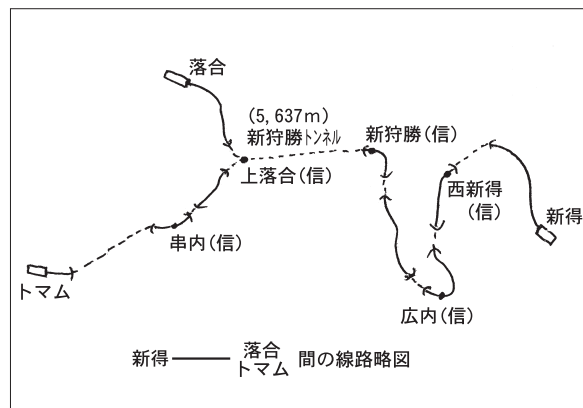 落合
(5,637m)
新狩勝トンネル
新狩勝(信)
上落合(信)
西新得
(信)
新得
串内(信)
トマム
広内(信)
新得 落合
トマム 間の線路略図